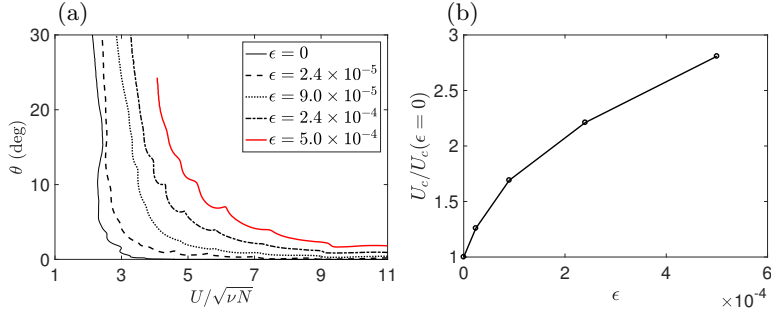 (a)
30
20
10
0
θ (deg)
1 3 5 7 9 11
U/√νN
ϵ = 0
ϵ = 2.4 × 10⁻⁵
ϵ = 9.0 × 10⁻⁵
ϵ = 2.4 × 10⁻⁴
ϵ = 5.0 × 10⁻⁴
(b)
3
2.5
2
1.5
1
U_c/U_c(ϵ = 0)
0 2 4 6
×10⁻⁴
ϵ